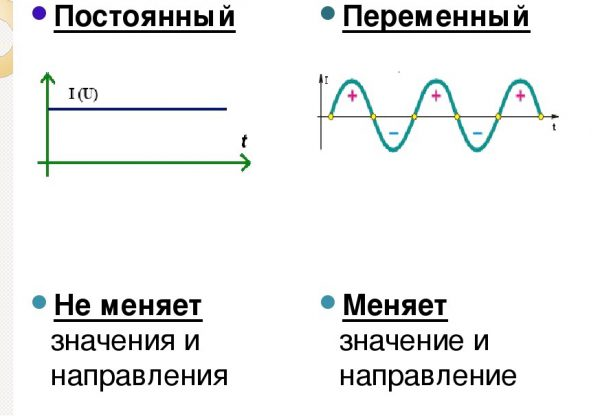 Постоянный
I (U)
t
Не меняет
значения и
направления
Переменный
I
+ + +
- -
t
Меняет
значение и
направление